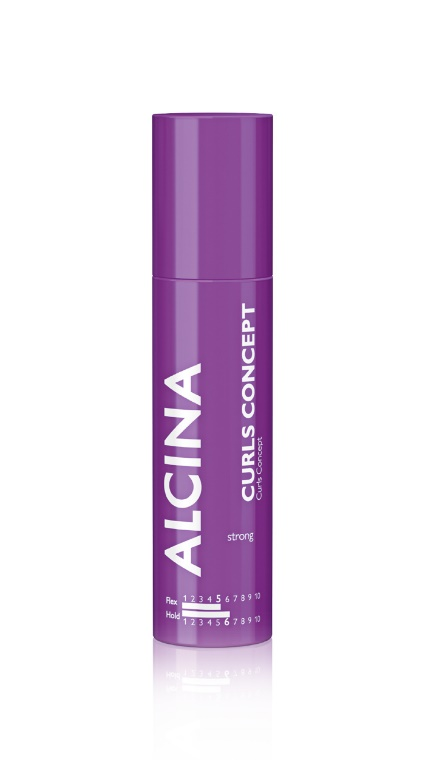 ALCINA
CURLS CONCEPT
Curls Concept
strong
Flex 1 2 3 4 5 6 7 8 9 10
Hold 1 2 3 4 5 6 7 8 9 10